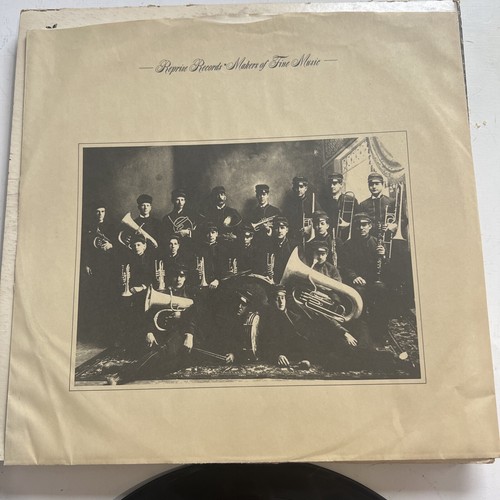 Reprise Records • Makers of Fine Music